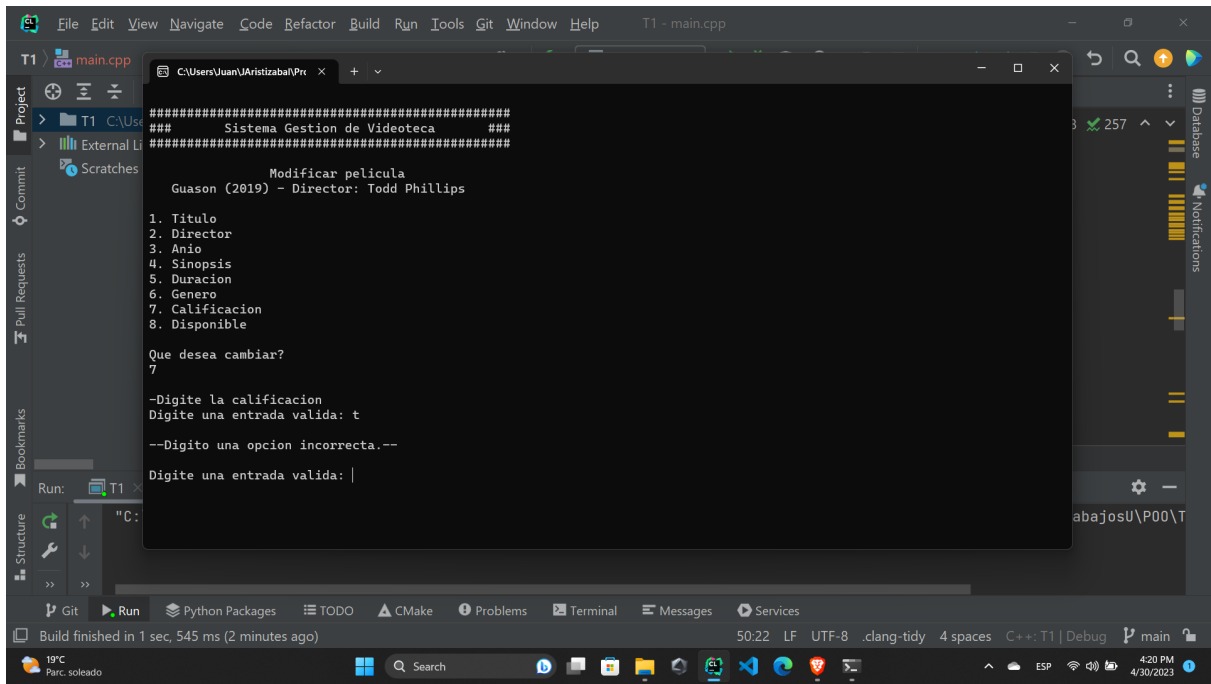 File Edit View Navigate Code Refactor Build Run Tools Git Window Help T1 - main.cpp
T1 main.cpp
C:\Users\Juan\JAristizabal\Pro
Project
T1 C:\Use
External Li
Scratches
Commit
Pull Requests
Bookmarks
Structure
################################################
### Sistema Gestion de Videoteca ###
################################################
Modificar pelicula
Guason (2019) - Director: Todd Phillips
1. Titulo
2. Director
3. Anio
4. Sinopsis
5. Duracion
6. Genero
7. Calificacion
8. Disponible
Que desea cambiar?
7
-Digite la calificacion
Digite una entrada valida: t
--Digito una opcion incorrecta.--
Digite una entrada valida:
3 257
Database
Notifications
Run: T1
"C: abajosU\POO\T
Git Run Python Packages TODO CMake Problems Terminal Messages Services
Build finished in 1 sec, 545 ms (2 minutes ago) 50:22 LF UTF-8 .clang-tidy 4 spaces C++: T1 | Debug main
19°C
Parc. soleado
Search
ESP
4:20 PM
4/30/2023
1